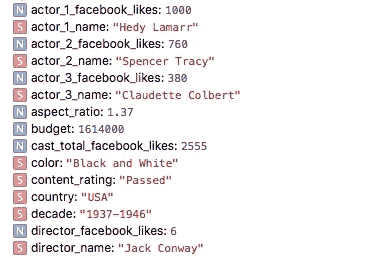 N actor_1_facebook_likes: 1000
S actor_1_name: "Hedy Lamarr"
N actor_2_facebook_likes: 760
S actor_2_name: "Spencer Tracy"
N actor_3_facebook_likes: 380
S actor_3_name: "Claudette Colbert"
N aspect_ratio: 1.37
N budget: 1614000
N cast_total_facebook_likes: 2555
S color: "Black and White"
S content_rating: "Passed"
S country: "USA"
S decade: "1937-1946"
N director_facebook_likes: 6
S director_name: "Jack Conway"